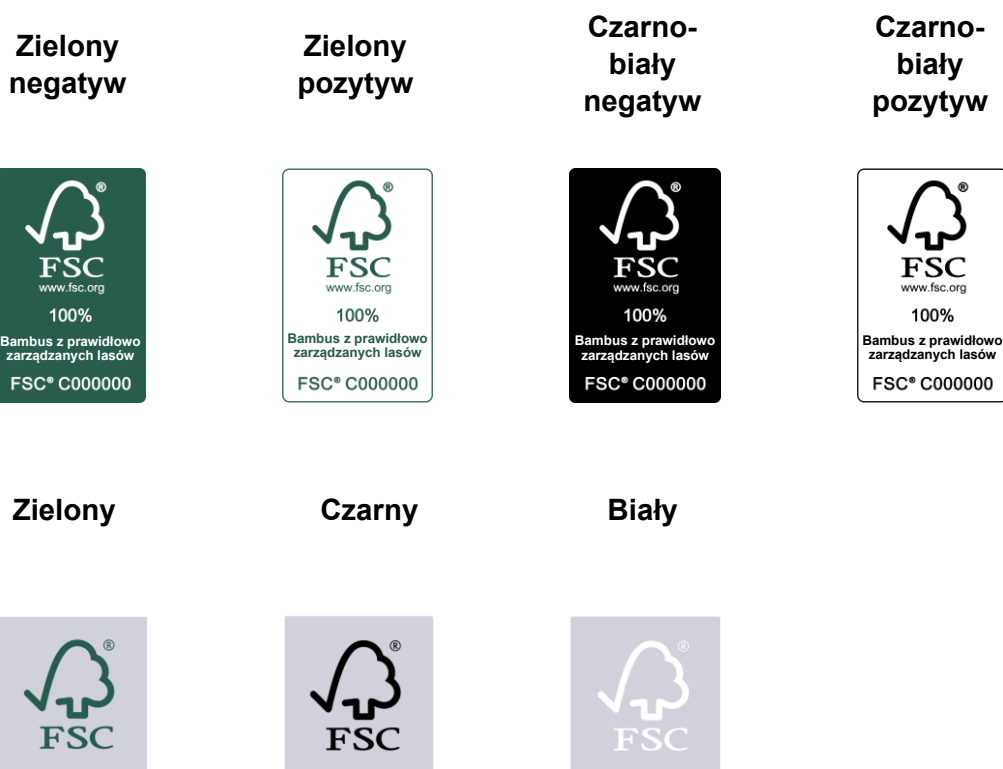 Zielony
negatyw
Zielony
pozytyw
Czarno-
biały
negatyw
Czarno-
biały
pozytyw
®
FSC
www.fsc.org
100%
Bambus z prawidłowo
zarządzanych lasów
FSC® C000000
®
FSC
www.fsc.org
100%
Bambus z prawidłowo
zarządzanych lasów
FSC® C000000
®
FSC
www.fsc.org
100%
Bambus z prawidłowo
zarządzanych lasów
FSC® C000000
®
FSC
www.fsc.org
100%
Bambus z prawidłowo
zarządzanych lasów
FSC® C000000
Zielony
Czarny
Biały
®
FSC
®
FSC
®
FSC